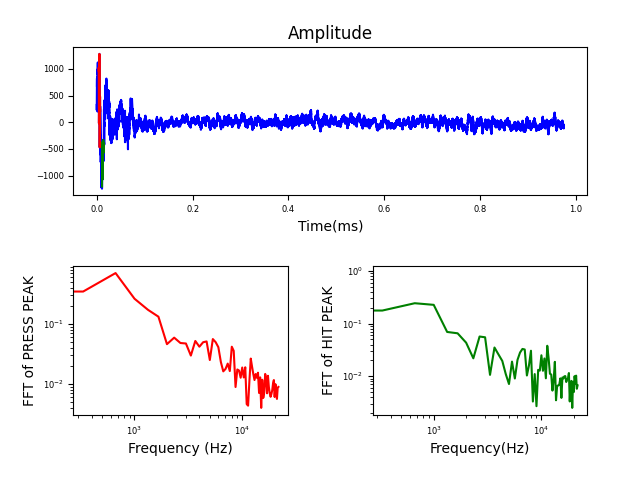 Amplitude
1000
500
0
−500
−1000
0.0 0.2 0.4 0.6 0.8 1.0
Time(ms)
FFT of PRESS PEAK
10⁻¹
10⁻²
10³ 10⁴
Frequency (Hz)
FFT of HIT PEAK
10⁰
10⁻¹
10⁻²
10³ 10⁴
Frequency(Hz)